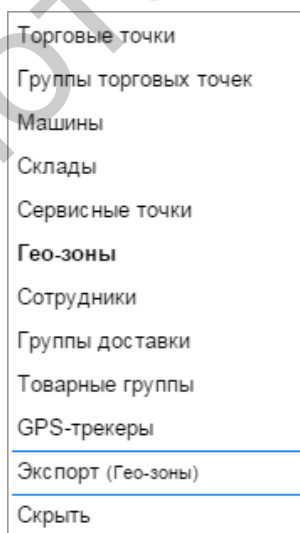 Торговые точки
Группы торговых точек
Машины
Склады
Сервисные точки
Гео-зоны
Сотрудники
Группы доставки
Товарные группы
GPS-трекеры
Экспорт (Гео-зоны)
Скрыть